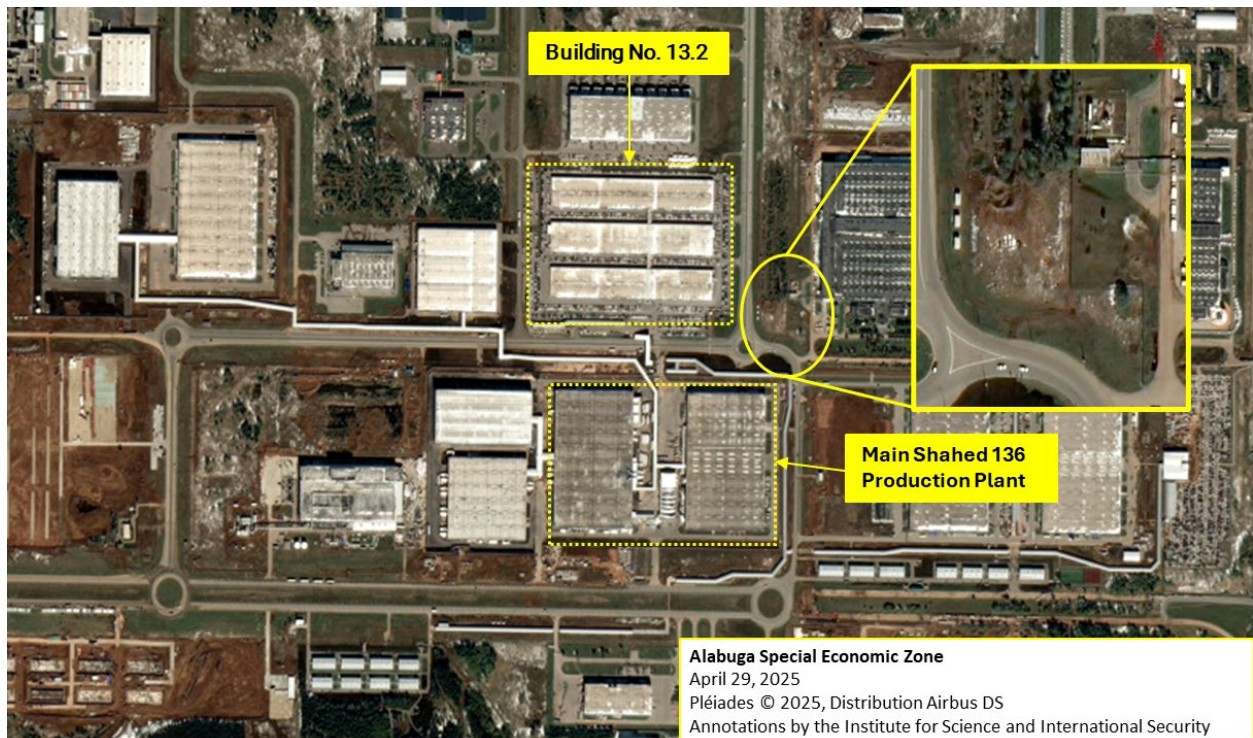 Building No. 13.2
Main Shahed 136
Production Plant
Alabuga Special Economic Zone
April 29, 2025
Pléiades © 2025, Distribution Airbus DS
Annotations by the Institute for Science and International Security